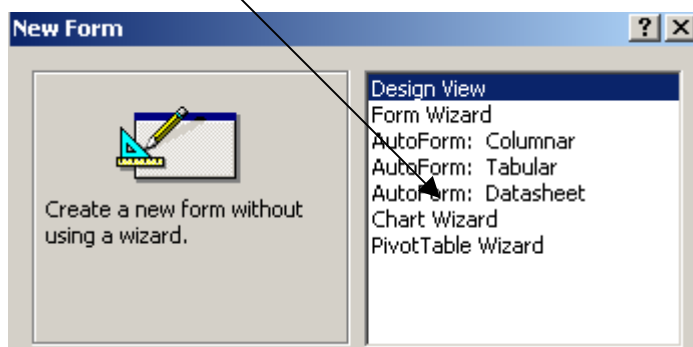 New Form
Create a new form without
using a wizard.
Design View
Form Wizard
AutoForm: Columnar
AutoForm: Tabular
AutoForm: Datasheet
Chart Wizard
PivotTable Wizard